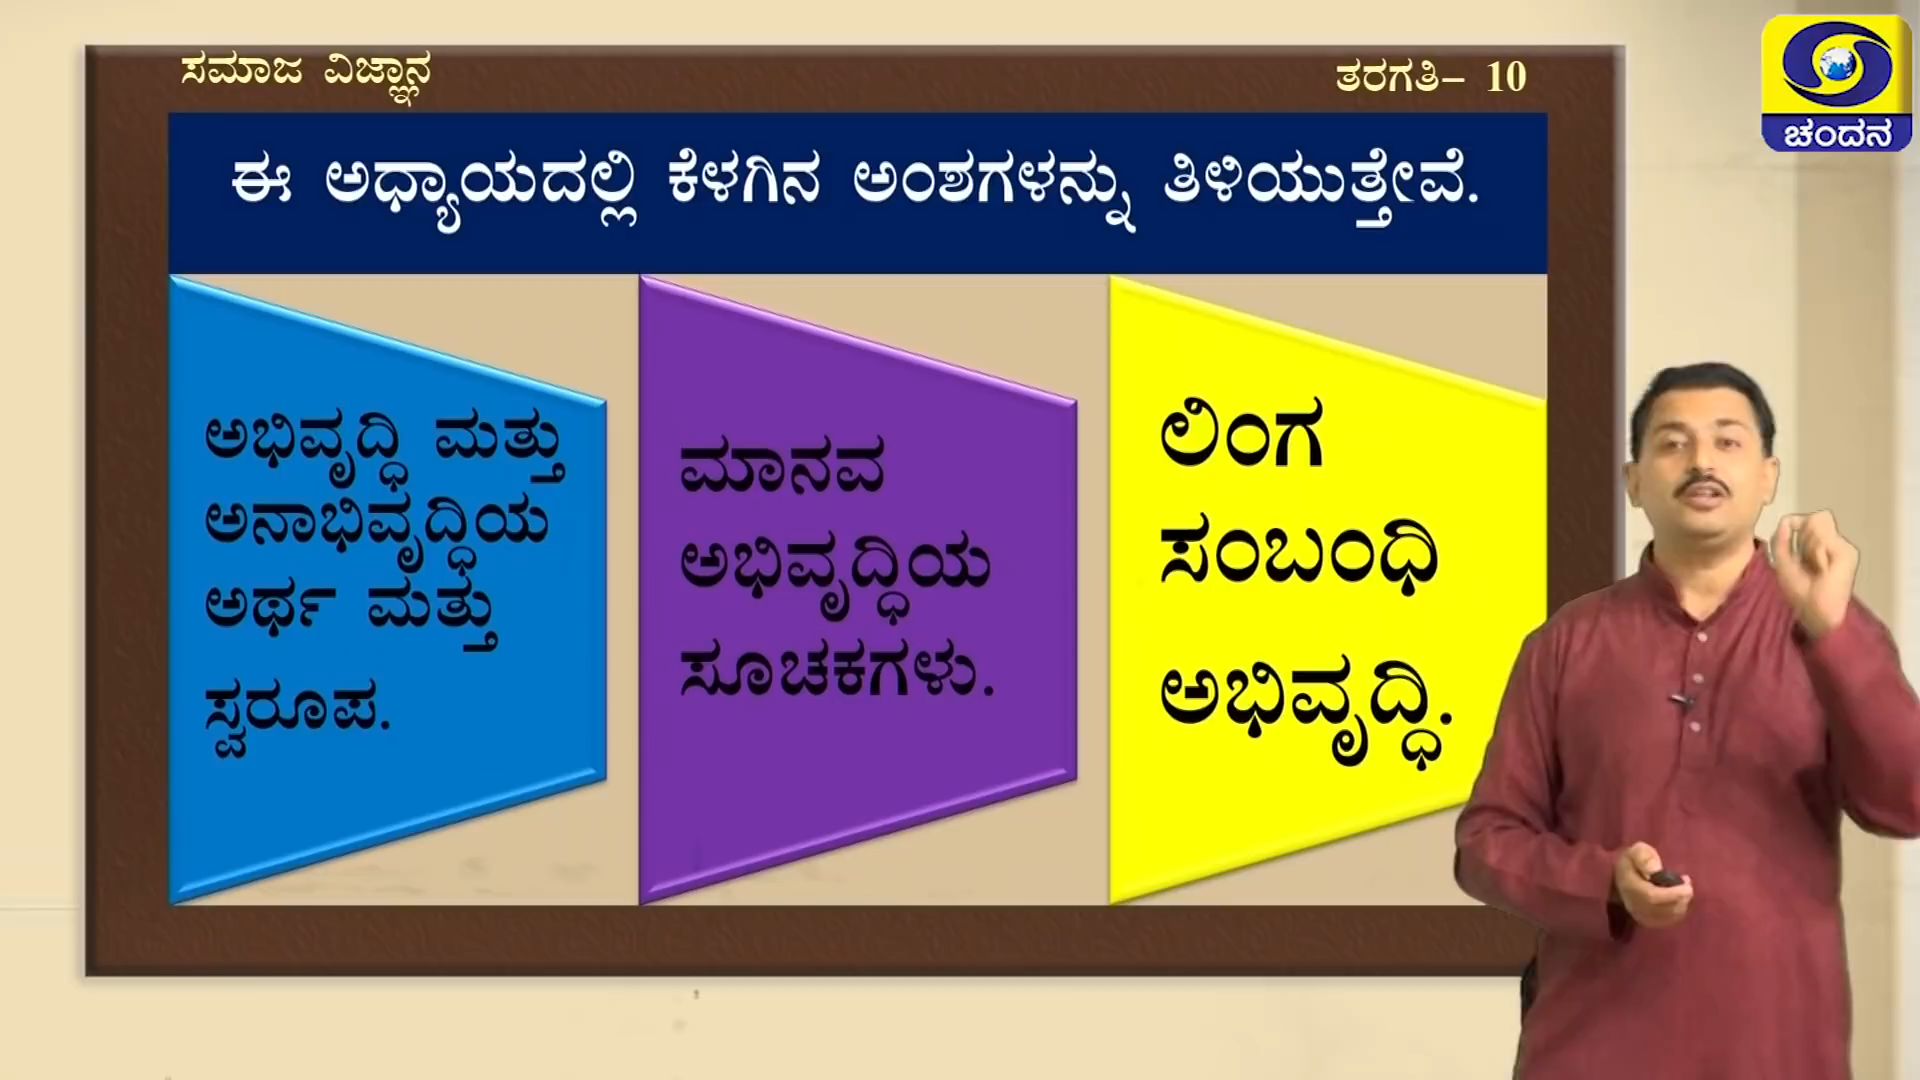 ಸಮಾಜ ವಿಜ್ಞಾನ
ತರಗತಿ– 10
ಚಂದನ
ಈ ಅಧ್ಯಾಯದಲ್ಲಿ ಕೆಳಗಿನ ಅಂಶಗಳನ್ನು ತಿಳಿಯುತ್ತೇವೆ.
ಅಭಿವೃದ್ಧಿ ಮತ್ತು
ಅನಾಭಿವೃದ್ಧಿಯ
ಅರ್ಥ ಮತ್ತು
ಸ್ವರೂಪ.
ಮಾನವ
ಅಭಿವೃದ್ಧಿಯ
ಸೂಚಕಗಳು.
ಲಿಂಗ
ಸಂಬಂಧಿ
ಅಭಿವೃದ್ಧಿ.